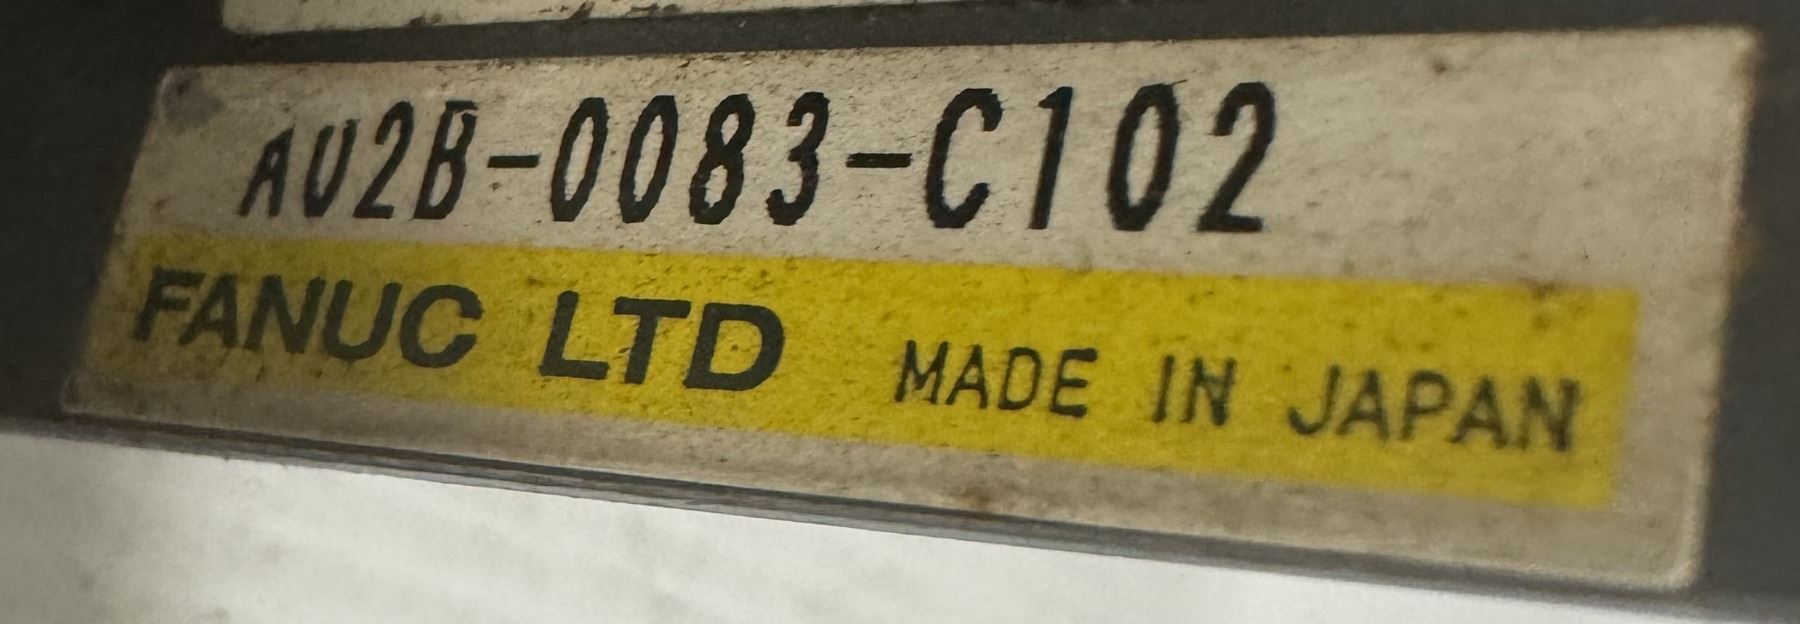 A02B-0083-C102
FANUC LTD MADE IN JAPAN